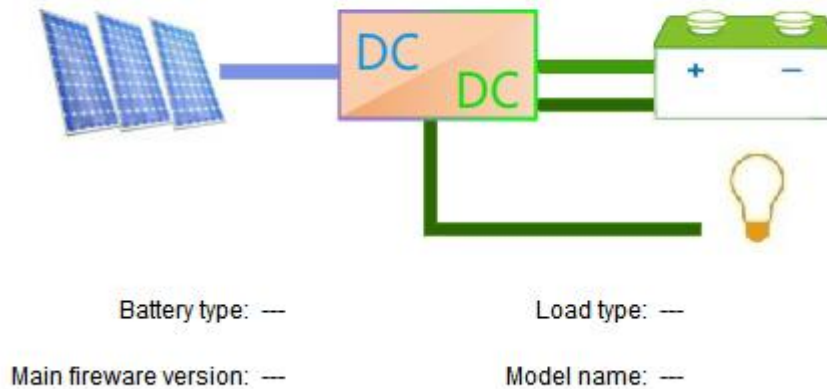 DC
DC
+ —
Battery type: ---
Load type: ---
Main fireware version: ---
Model name: ---